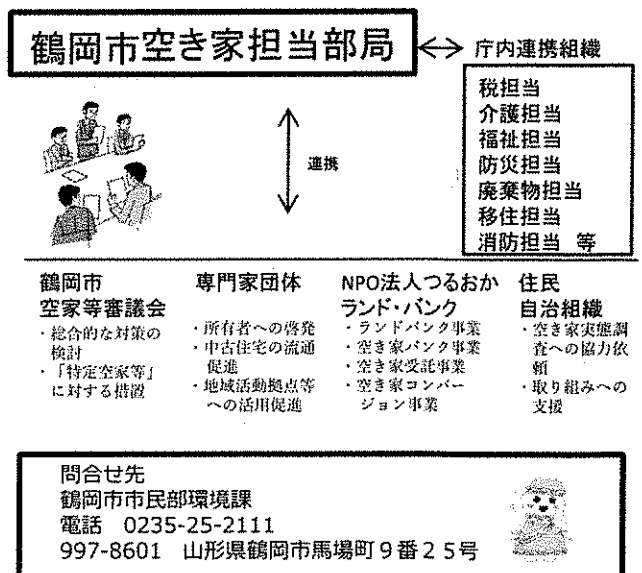 鶴岡市空き家担当部局
庁内連携組織
税担当
介護担当
福祉担当
防災担当
廃棄物担当
移住担当
消防担当 等
連携
鶴岡市
空家等審議会
・総合的な対策の
検討
・「特定空家等」
に対する措置
専門家団体
・所有者への啓発
・中古住宅の流通
促進
・地域活動拠点等
への活用促進
NPO法人つるおか
ランド・バンク
・ランドバンク事業
・空き家バンク事業
・空き家受託事業
・空き家コンバー
ジョン事業
住民
自治組織
・空き家実態調
査への協力依
頼
・取り組みへの
支援
問合せ先
鶴岡市市民部環境課
電話 0235-25-2111
997-8601 山形県鶴岡市馬場町9番25号